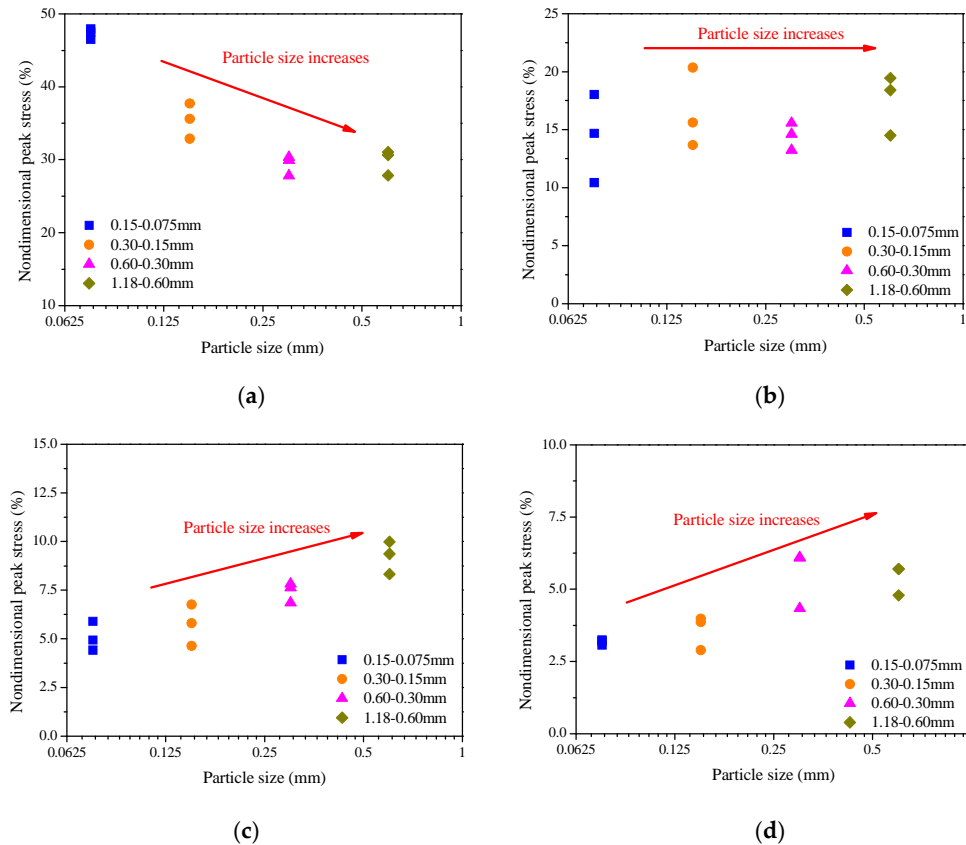 50
40
30
20
10
Nondimensional peak stress (%)
Particle size increases
0.15-0.075mm
0.30-0.15mm
0.60-0.30mm
1.18-0.60mm
0.0625
0.125
0.25
0.5
1
Particle size (mm)
(a)
25
20
15
10
5
0
Nondimensional peak stress (%)
Particle size increases
0.15-0.075mm
0.30-0.15mm
0.60-0.30mm
1.18-0.60mm
0.0625
0.125
0.25
0.5
1
Particle size (mm)
(b)
15.0
12.5
10.0
7.5
5.0
2.5
0.0
Nondimensional peak stress (%)
Particle size increases
0.15-0.075mm
0.30-0.15mm
0.60-0.30mm
1.18-0.60mm
0.0625
0.125
0.25
0.5
1
Particle size (mm)
(c)
10.0
7.5
5.0
2.5
0.0
Nondimensional peak stress (%)
Particle size increases
0.15-0.075mm
0.30-0.15mm
0.60-0.30mm
1.18-0.60mm
0.0625
0.125
0.25
0.5
Particle size (mm)
(d)